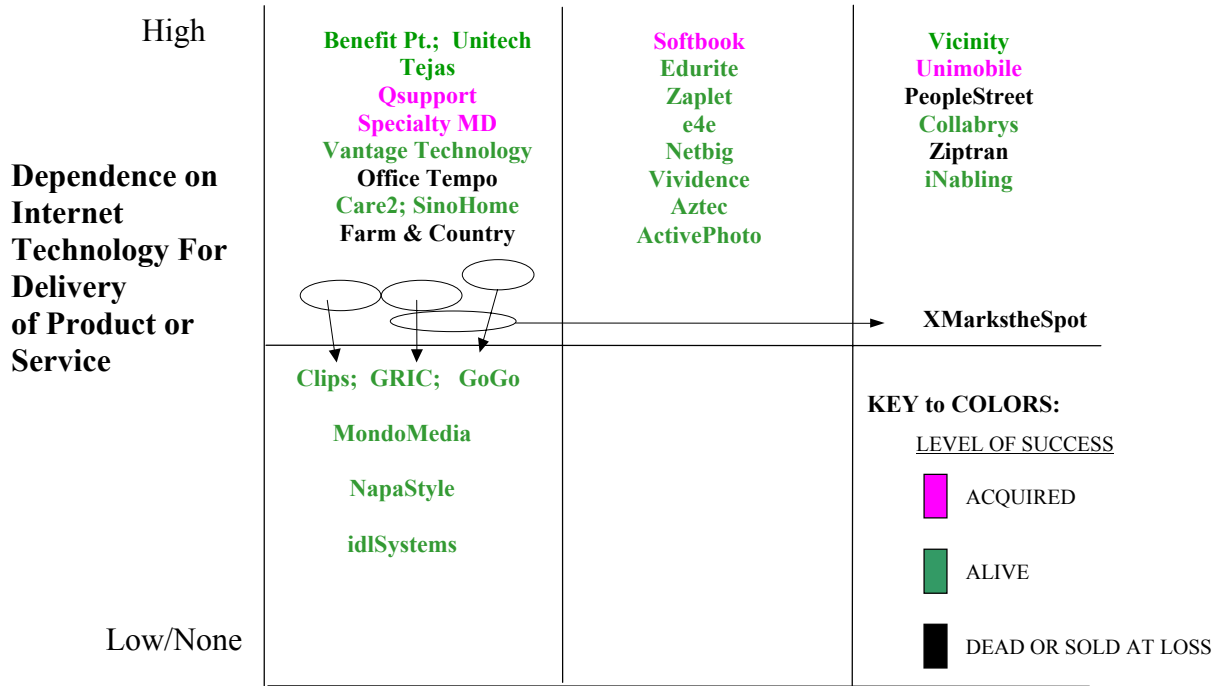 High
Dependence on
Internet
Technology For
Delivery
of Product or
Service
Low/None
Benefit Pt.; Unitech
Tejas
Qsupport
Specialty MD
Vantage Technology
Office Tempo
Care2; SinoHome
Farm & Country
Clips; GRIC; GoGo
MondoMedia
NapaStyle
idlSystems
Softbook
Edurite
Zaplet
e4e
Netbig
Vividence
Aztec
ActivePhoto
Vicinity
Unimobile
PeopleStreet
Collabrys
Ziptran
iNabling
XMarkstheSpot
KEY to COLORS:
LEVEL OF SUCCESS
ACQUIRED
ALIVE
DEAD OR SOLD AT LOSS